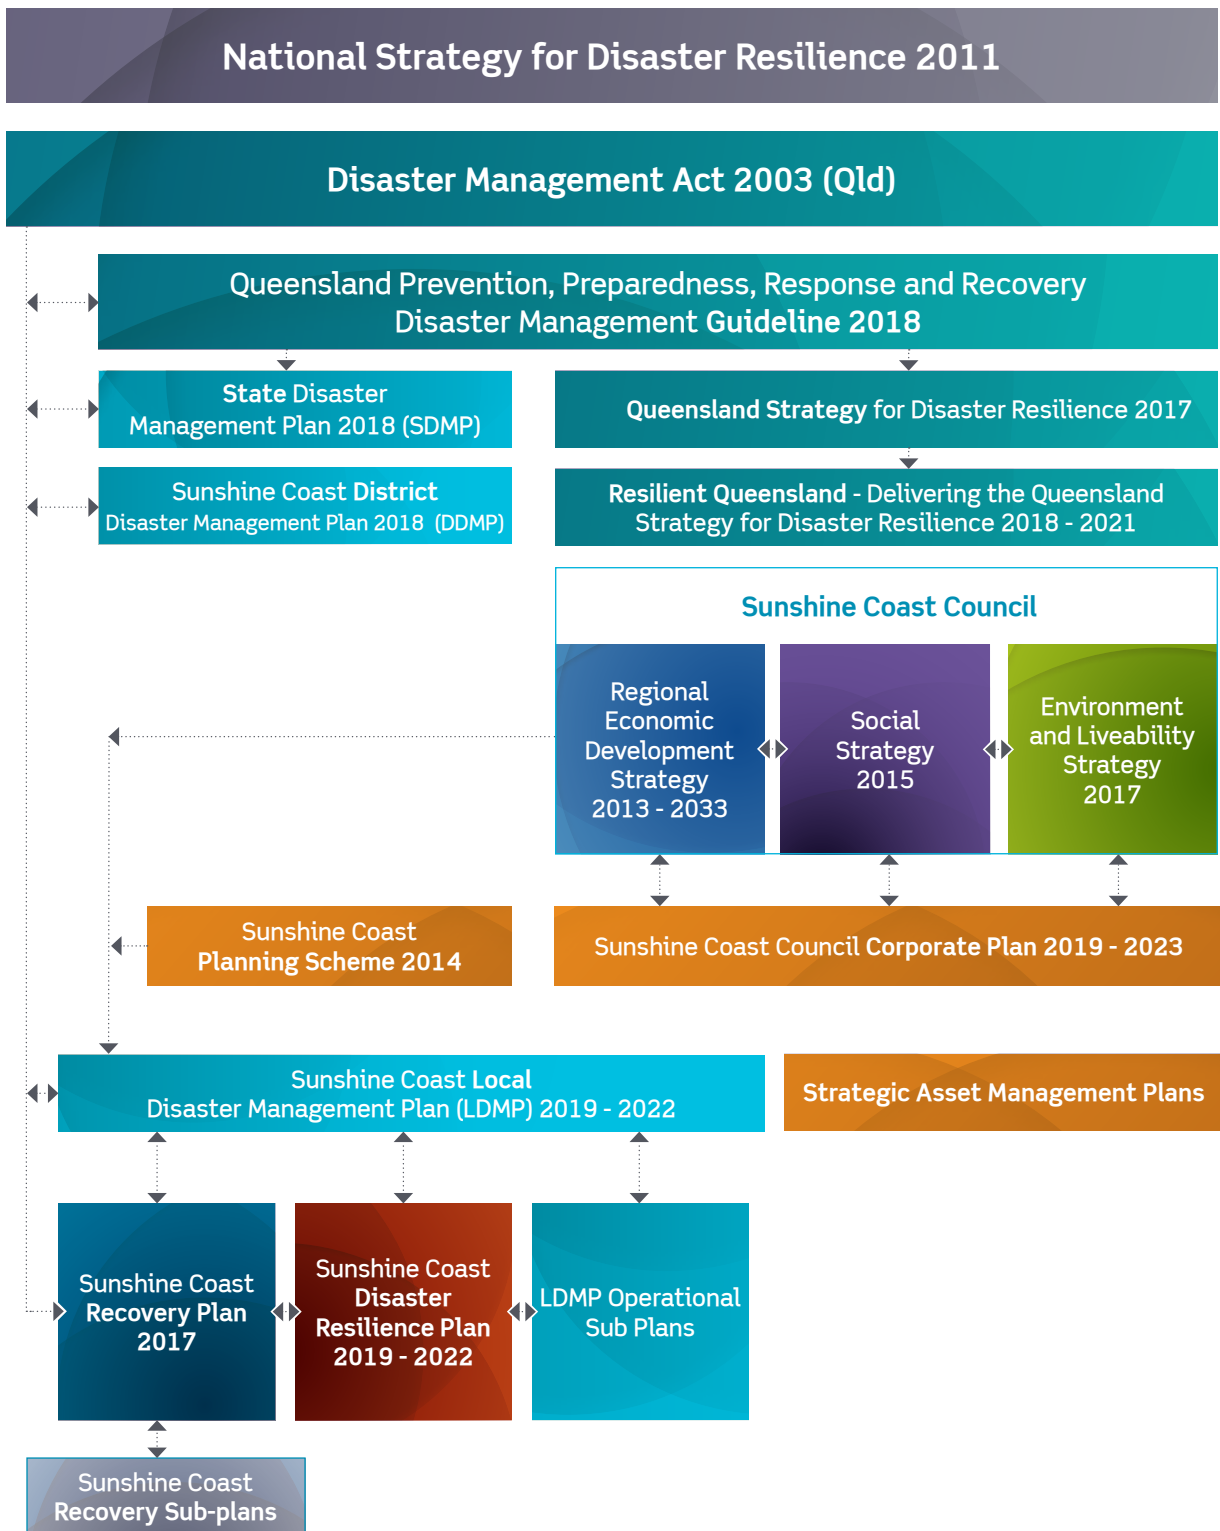 National Strategy for Disaster Resilience 2011
Disaster Management Act 2003 (Qld)
Queensland Prevention, Preparedness, Response and Recovery
Disaster Management Guideline 2018
State Disaster
Management Plan 2018 (SDMP)
Queensland Strategy for Disaster Resilience 2017
Sunshine Coast District
Disaster Management Plan 2018 (DDMP)
Resilient Queensland - Delivering the Queensland
Strategy for Disaster Resilience 2018 - 2021
Sunshine Coast Council
Regional
Economic
Development
Strategy
2013 - 2033
Social
Strategy
2015
Environment
and Liveability
Strategy
2017
Sunshine Coast
Planning Scheme 2014
Sunshine Coast Council Corporate Plan 2019 - 2023
Sunshine Coast Local
Disaster Management Plan (LDMP) 2019 - 2022
Strategic Asset Management Plans
Sunshine Coast
Recovery Plan
2017
Sunshine Coast
Disaster
Resilience Plan
2019 - 2022
LDMP Operational
Sub Plans
Sunshine Coast
Recovery Sub-plans